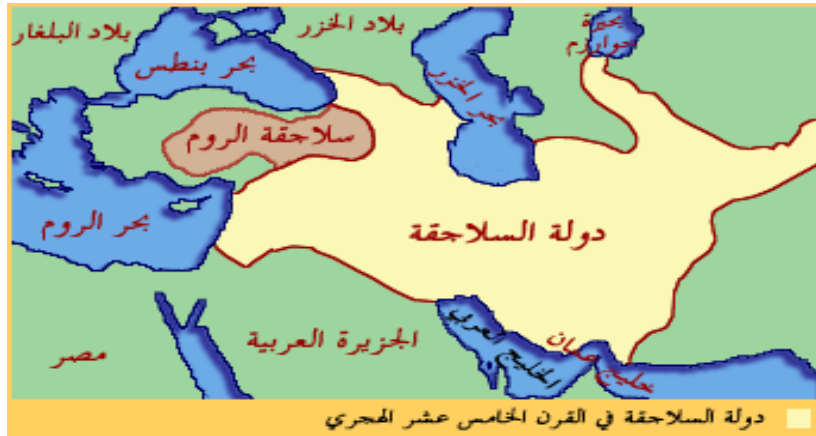 بلاد البلغار
بلاد الخزر
بحيرة
خوارزم
بحر بنطس
بحر الخزر
سلاجقة الروم
بحر الروم
دولة السلاجقة
مصر
الجزيرة العربية
الخليج العربي
خليج عمان
دولة السلاجقة في القرن الخامس عشر الهجري